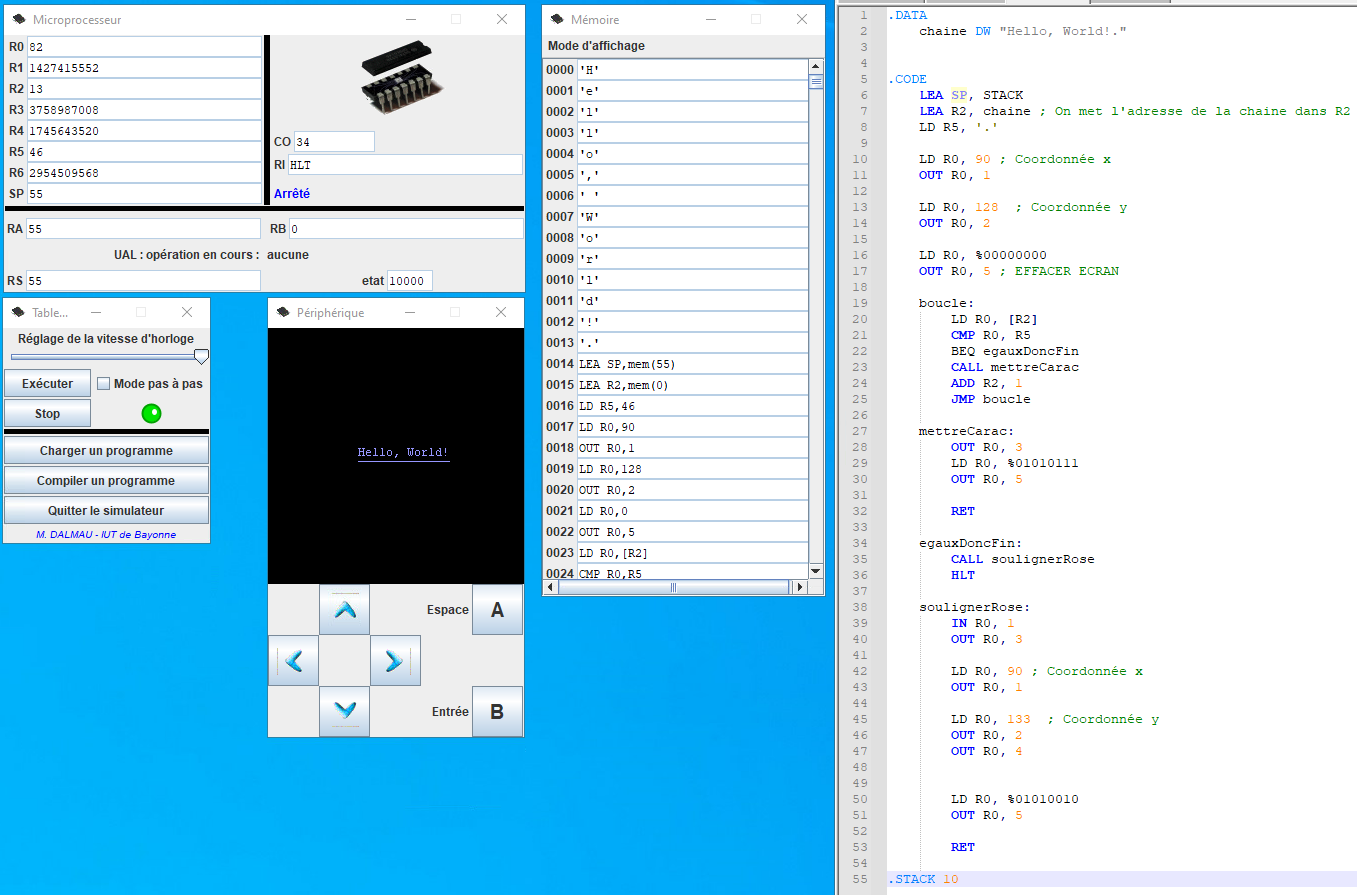 Microprocesseur
R0 82
R1 1427415552
R2 13
R3 3758987008
R4 1745643520
R5 46
R6 2954509568
SP 55
CO 34
RI HLT
Arrêté
RA 55 RB 0
UAL : opération en cours : aucune
RS 55 etat 10000
Table...
Réglage de la vitesse d'horloge
Exécuter Mode pas à pas
Stop
Charger un programme
Compiler un programme
Quitter le simulateur
M. DALMAU - IUT de Bayonne
Périphérique
Hello, World!
Espace A
Entrée B
Mémoire
Mode d'affichage
0000 'H'
0001 'e'
0002 'l'
0003 'l'
0004 'o'
0005 ','
0006 ' '
0007 'W'
0008 'o'
0009 'r'
0010 'l'
0011 'd'
0012 '!'
0013 '.'
0014 LEA SP,mem(55)
0015 LEA R2,mem(0)
0016 LD R5,46
0017 LD R0,90
0018 OUT R0,1
0019 LD R0,128
0020 OUT R0,2
0021 LD R0,0
0022 OUT R0,5
0023 LD R0,[R2]
0024 CMP R0,R5
1 .DATA
2 chaine DW "Hello, World!."
3
4
5 .CODE
6 LEA SP, STACK
7 LEA R2, chaine ; On met l'adresse de la chaine dans R2
8 LD R5, '.'
9
10 LD R0, 90 ; Coordonnée x
11 OUT R0, 1
12
13 LD R0, 128 ; Coordonnée y
14 OUT R0, 2
15
16 LD R0, %00000000
17 OUT R0, 5 ; EFFACER ECRAN
18
19 boucle:
20 LD R0, [R2]
21 CMP R0, R5
22 BEQ egauxDoncFin
23 CALL mettreCarac
24 ADD R2, 1
25 JMP boucle
26
27 mettreCarac:
28 OUT R0, 3
29 LD R0, %01010111
30 OUT R0, 5
31
32 RET
33
34 egauxDoncFin:
35 CALL soulignerRose
36 HLT
37
38 soulignerRose:
39 IN R0, 1
40 OUT R0, 3
41
42 LD R0, 90 ; Coordonnée x
43 OUT R0, 1
44
45 LD R0, 133 ; Coordonnée y
46 OUT R0, 2
47 OUT R0, 4
48
49
50 LD R0, %01010010
51 OUT R0, 5
52
53 RET
54
55 .STACK 10